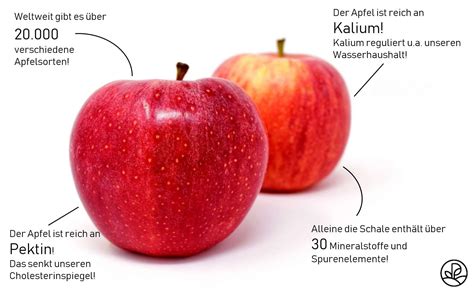 Weltweit gibt es über
20.000
verschiedene
Apfelsorten!
Der Apfel ist reich an
Kalium!
Kalium reguliert u.a. unseren
Wasserhaushalt!
Der Apfel ist reich an
Pektin!
Das senkt unseren
Cholesterinspiegel!
Alleine die Schale enthält über
30 Mineralstoffe und
Spurenelemente!